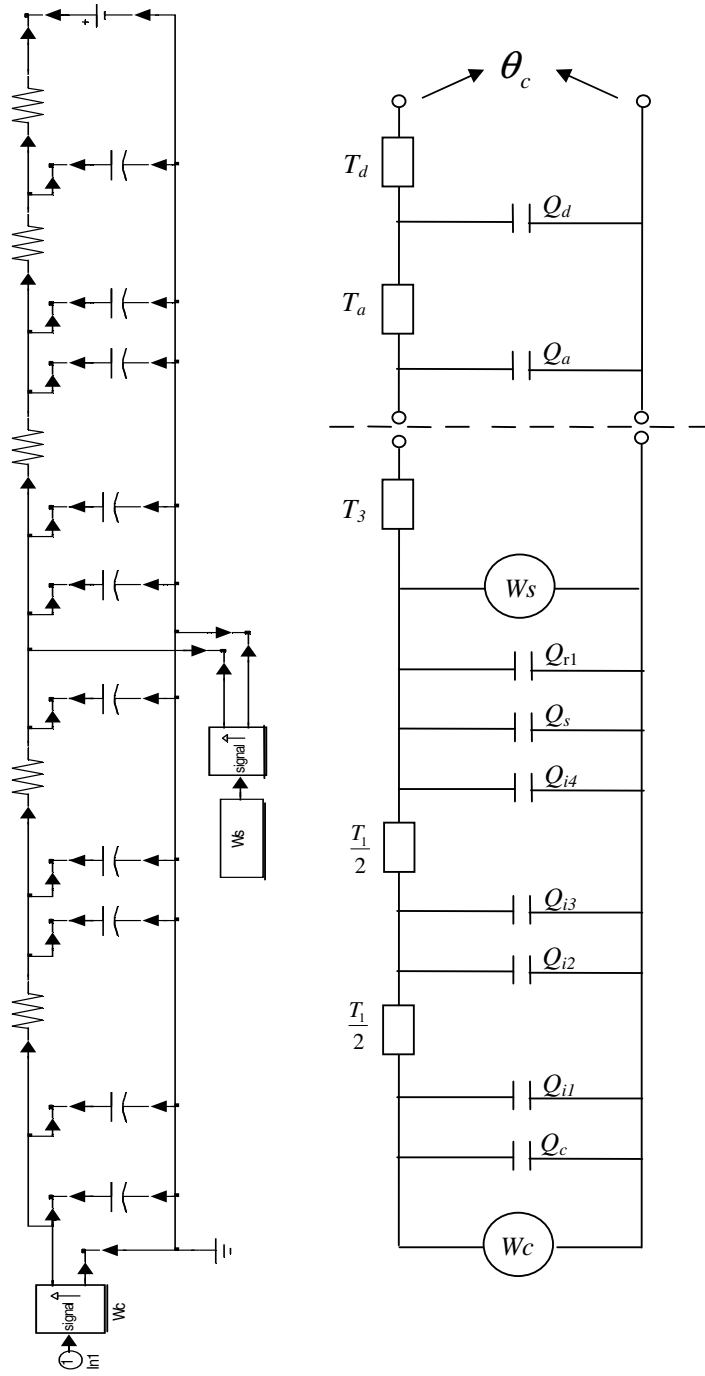 +
signal
Ws
signal
Wc
1
In1
θc
Td
Qd
Ta
Qa
T3
Ws
Qr1
Qs
Qi4
T1
2
Qi3
Qi2
T1
2
Qi1
Qc
Wc